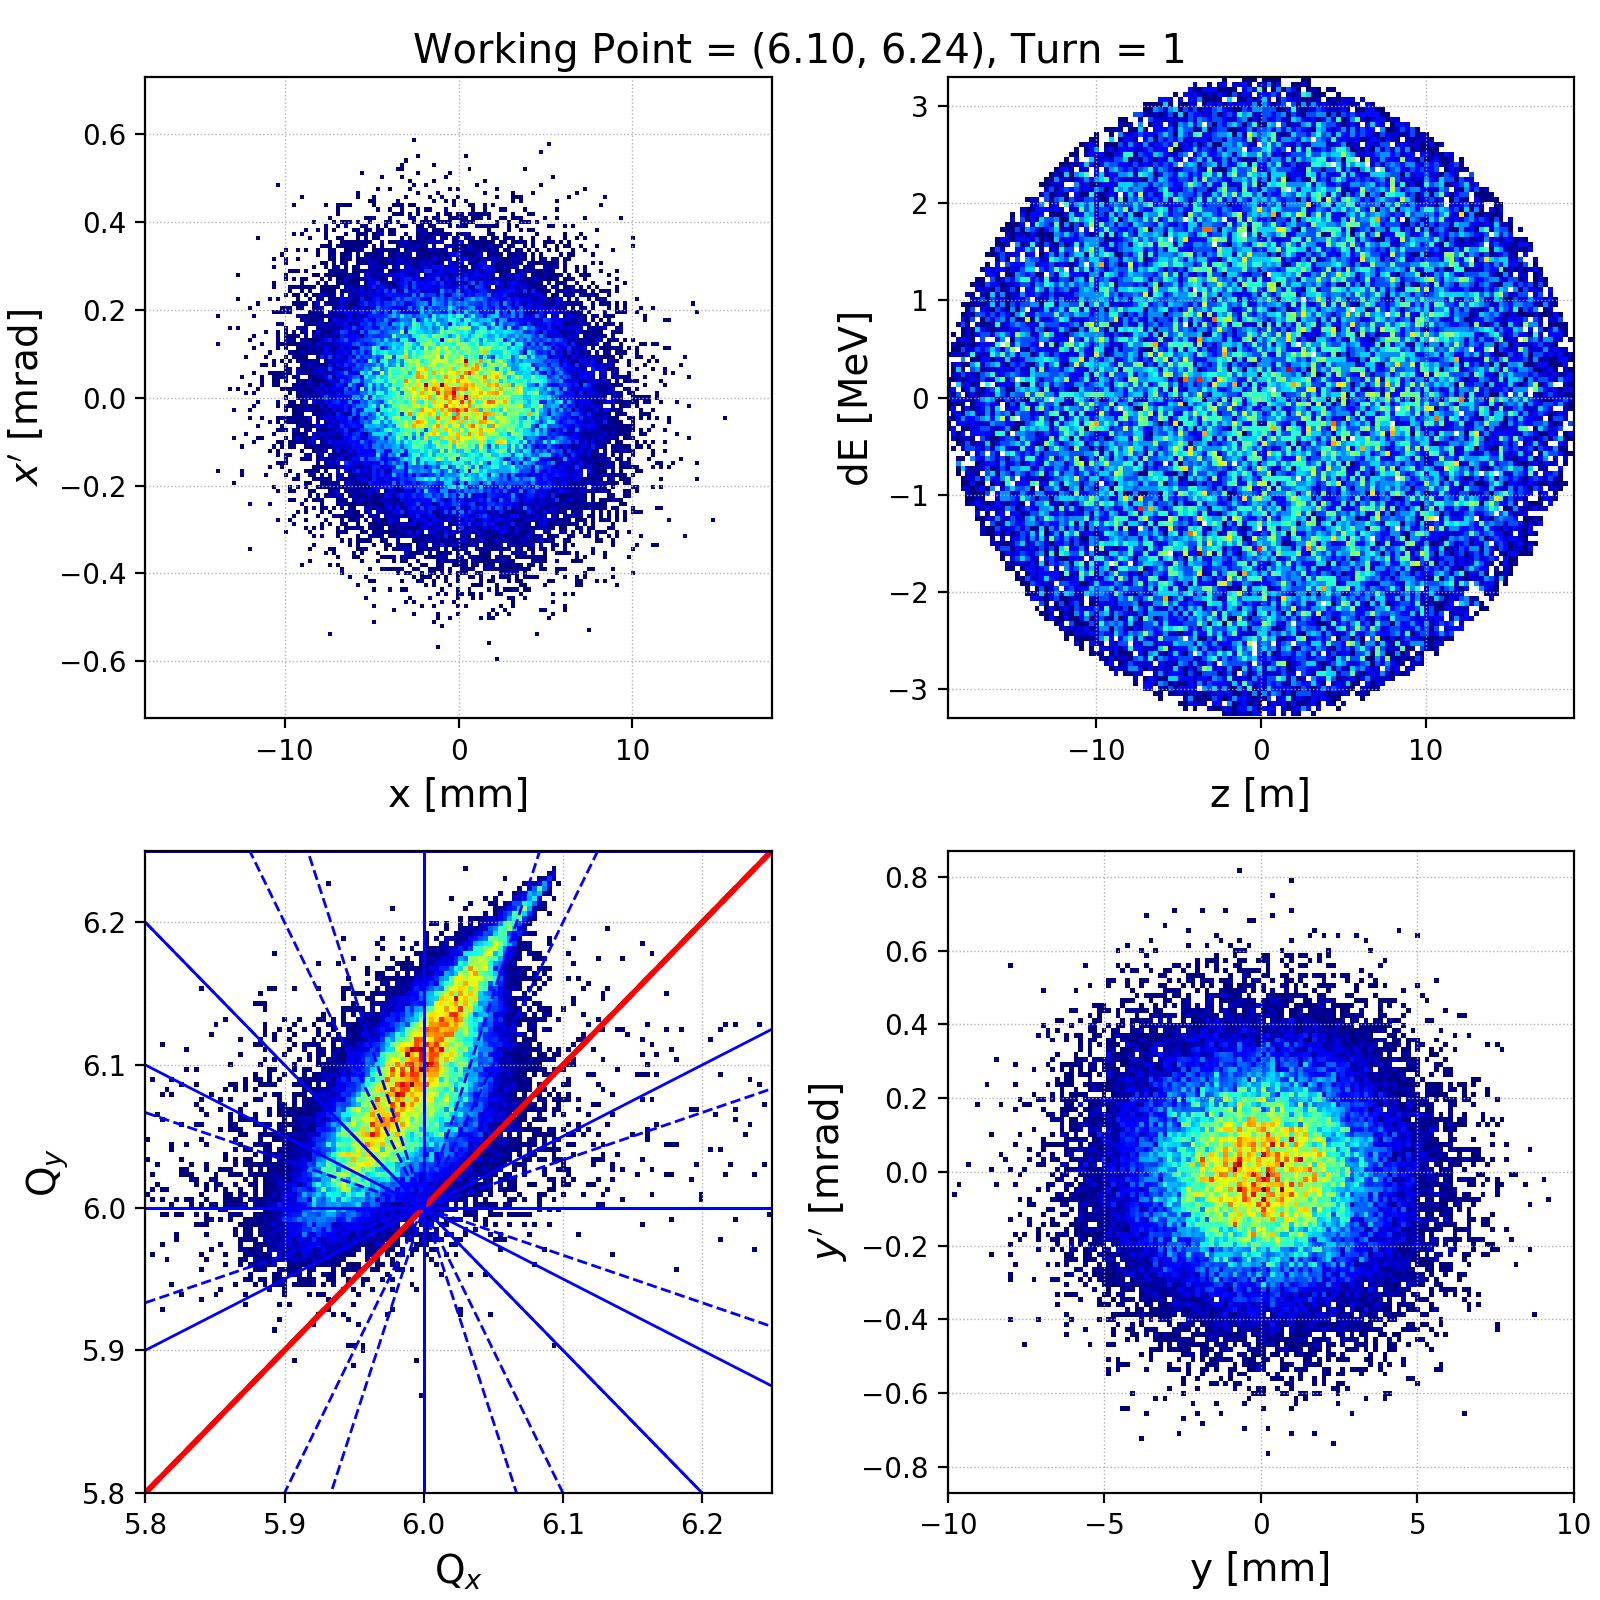 Working Point = (6.10, 6.24), Turn = 1
0.6
0.4
0.2
0.0
−0.2
−0.4
−0.6
x′ [mrad]
−10 0 10
x [mm]
3
2
1
0
−1
−2
−3
dE [MeV]
−10 0 10
z [m]
6.2
6.1
6.0
5.9
5.8
Qy
5.8 5.9 6.0 6.1 6.2
Qx
0.8
0.6
0.4
0.2
0.0
−0.2
−0.4
−0.6
−0.8
y′ [mrad]
−10 −5 0 5 10
y [mm]